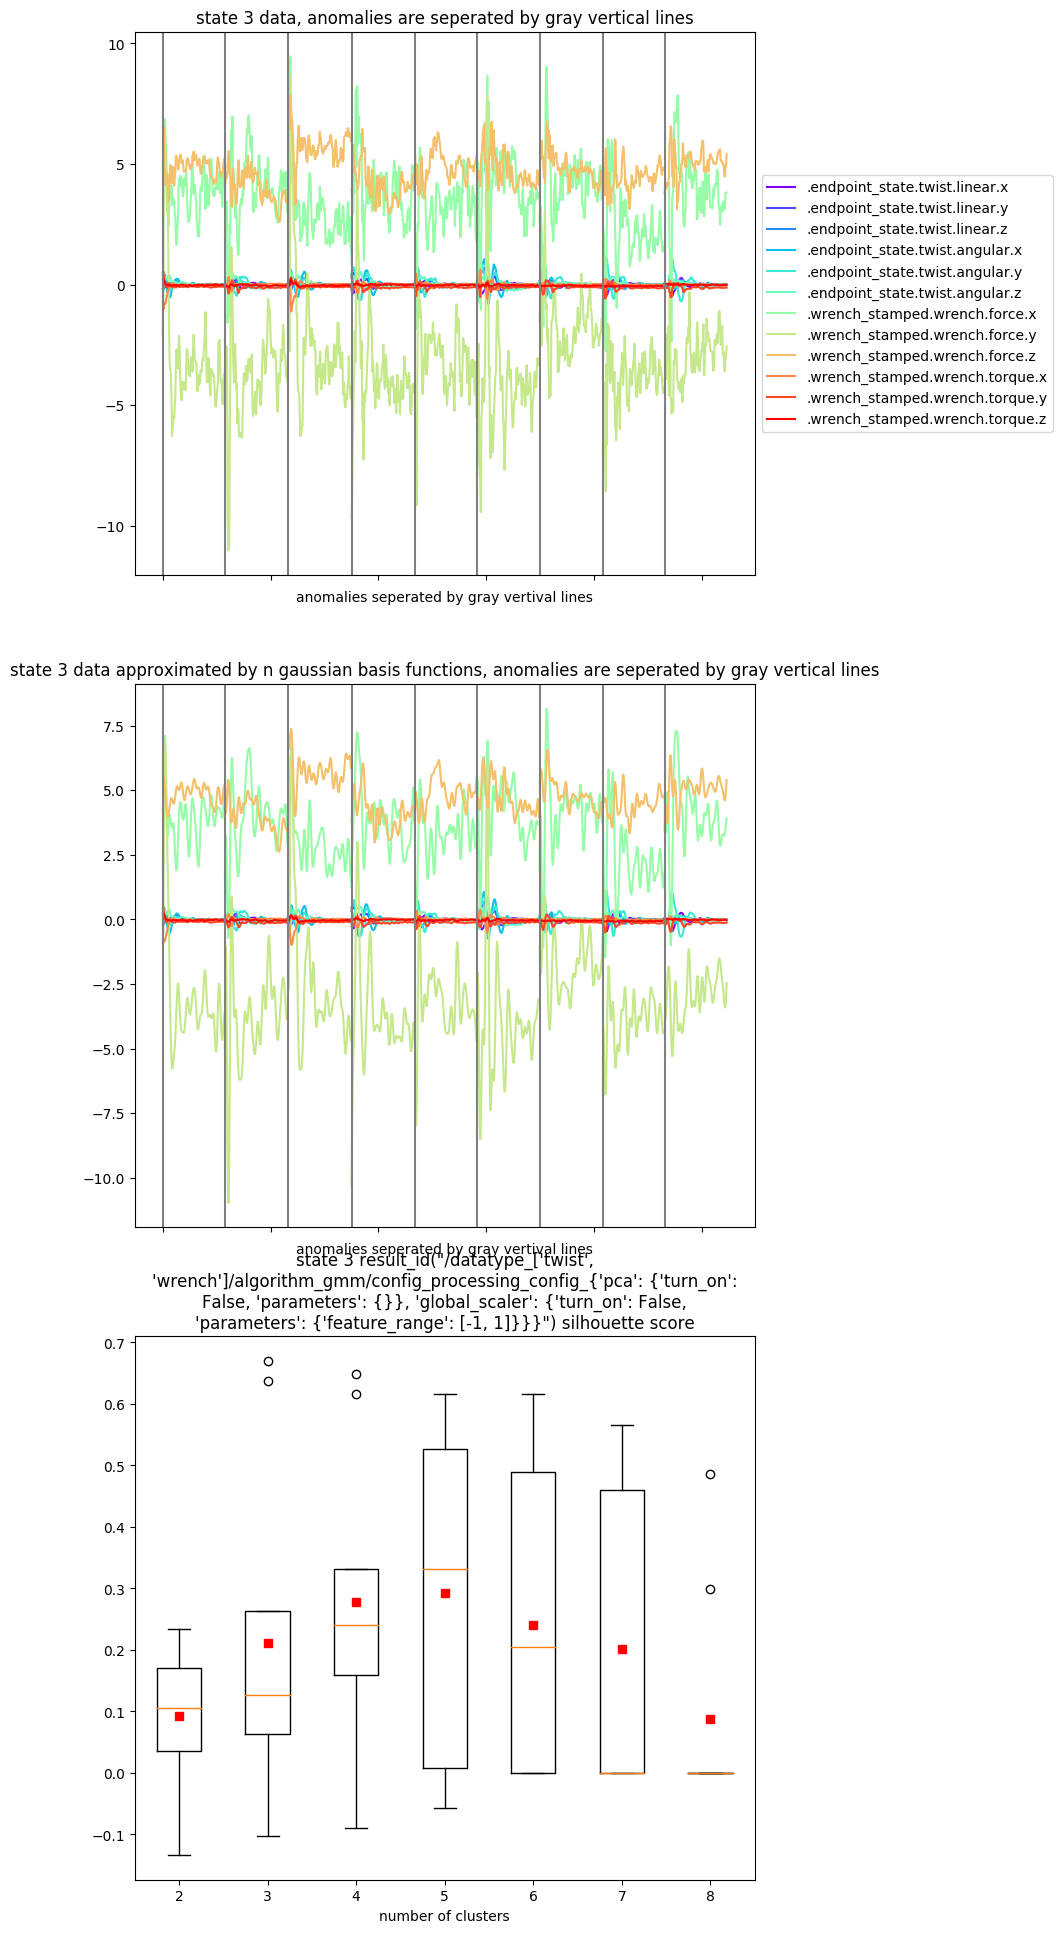 state 3 data, anomalies are seperated by gray vertical lines
10
5
0
−5
−10
.endpoint_state.twist.linear.x
.endpoint_state.twist.linear.y
.endpoint_state.twist.linear.z
.endpoint_state.twist.angular.x
.endpoint_state.twist.angular.y
.endpoint_state.twist.angular.z
.wrench_stamped.wrench.force.x
.wrench_stamped.wrench.force.y
.wrench_stamped.wrench.force.z
.wrench_stamped.wrench.torque.x
.wrench_stamped.wrench.torque.y
.wrench_stamped.wrench.torque.z
anomalies seperated by gray vertival lines
state 3 data approximated by n gaussian basis functions, anomalies are seperated by gray vertical lines
7.5
5.0
2.5
0.0
−2.5
−5.0
−7.5
−10.0
anomalies seperated by gray vertical lines
state 3 result_id("/datatype_['twist',
'wrench']/algorithm_gmm/config_processing_config_{'pca': {'turn_on':
False, 'parameters': {}}, 'global_scaler': {'turn_on': False,
'parameters': {'feature_range': [-1, 1]}}}") silhouette score
0.7
0.6
0.5
0.4
0.3
0.2
0.1
0.0
−0.1
2 3 4 5 6 7 8
number of clusters